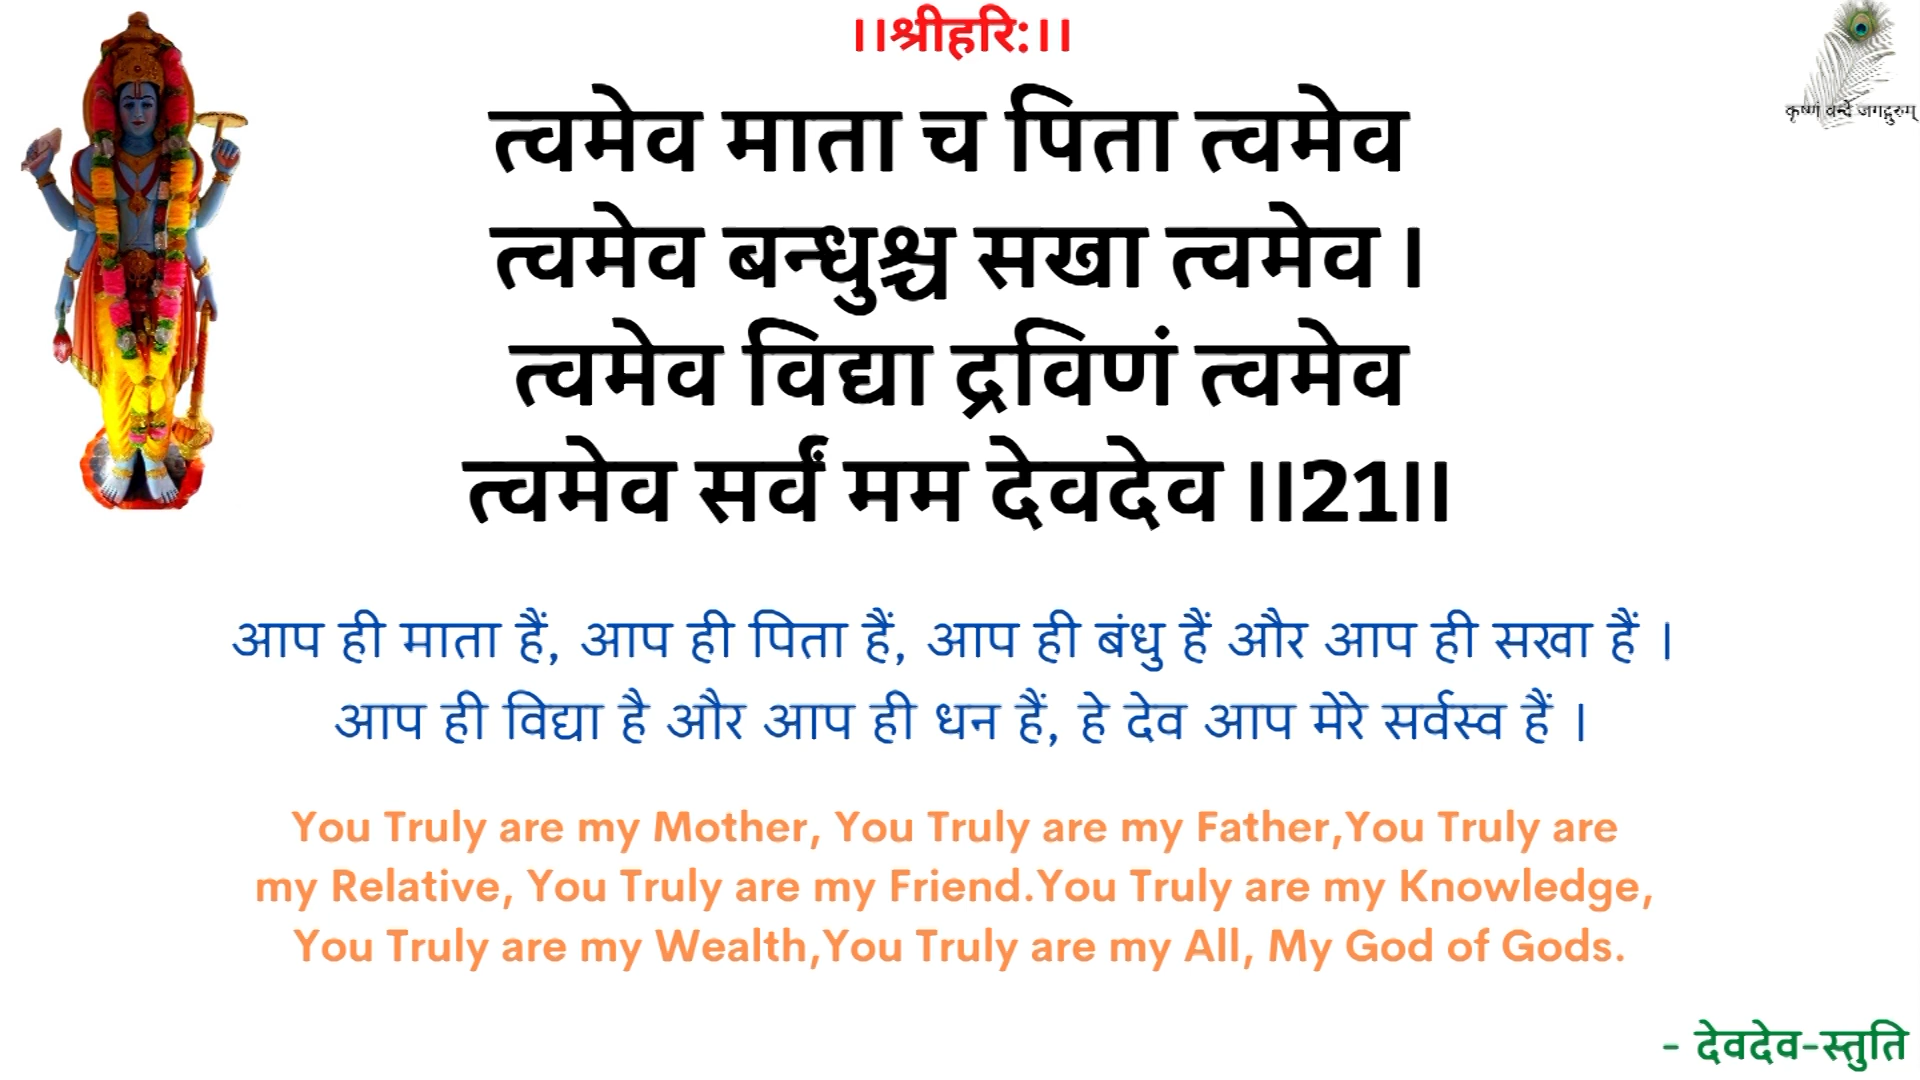 ।।श्रीहरि:।।
कृष्णं वन्दे जगद्गुरुम्
त्वमेव माता च पिता त्वमेव
त्वमेव बन्धुश्च सखा त्वमेव ।
त्वमेव विद्या द्रविणं त्वमेव
त्वमेव सर्वं मम देवदेव ।।21।।
आप ही माता हैं, आप ही पिता हैं, आप ही बंधु हैं और आप ही सखा हैं ।
आप ही विद्या है और आप ही धन हैं, हे देव आप मेरे सर्वस्व हैं ।
You Truly are my Mother, You Truly are my Father,You Truly are
my Relative, You Truly are my Friend.You Truly are my Knowledge,
You Truly are my Wealth,You Truly are my All, My God of Gods.
- देवदेव-स्तुति